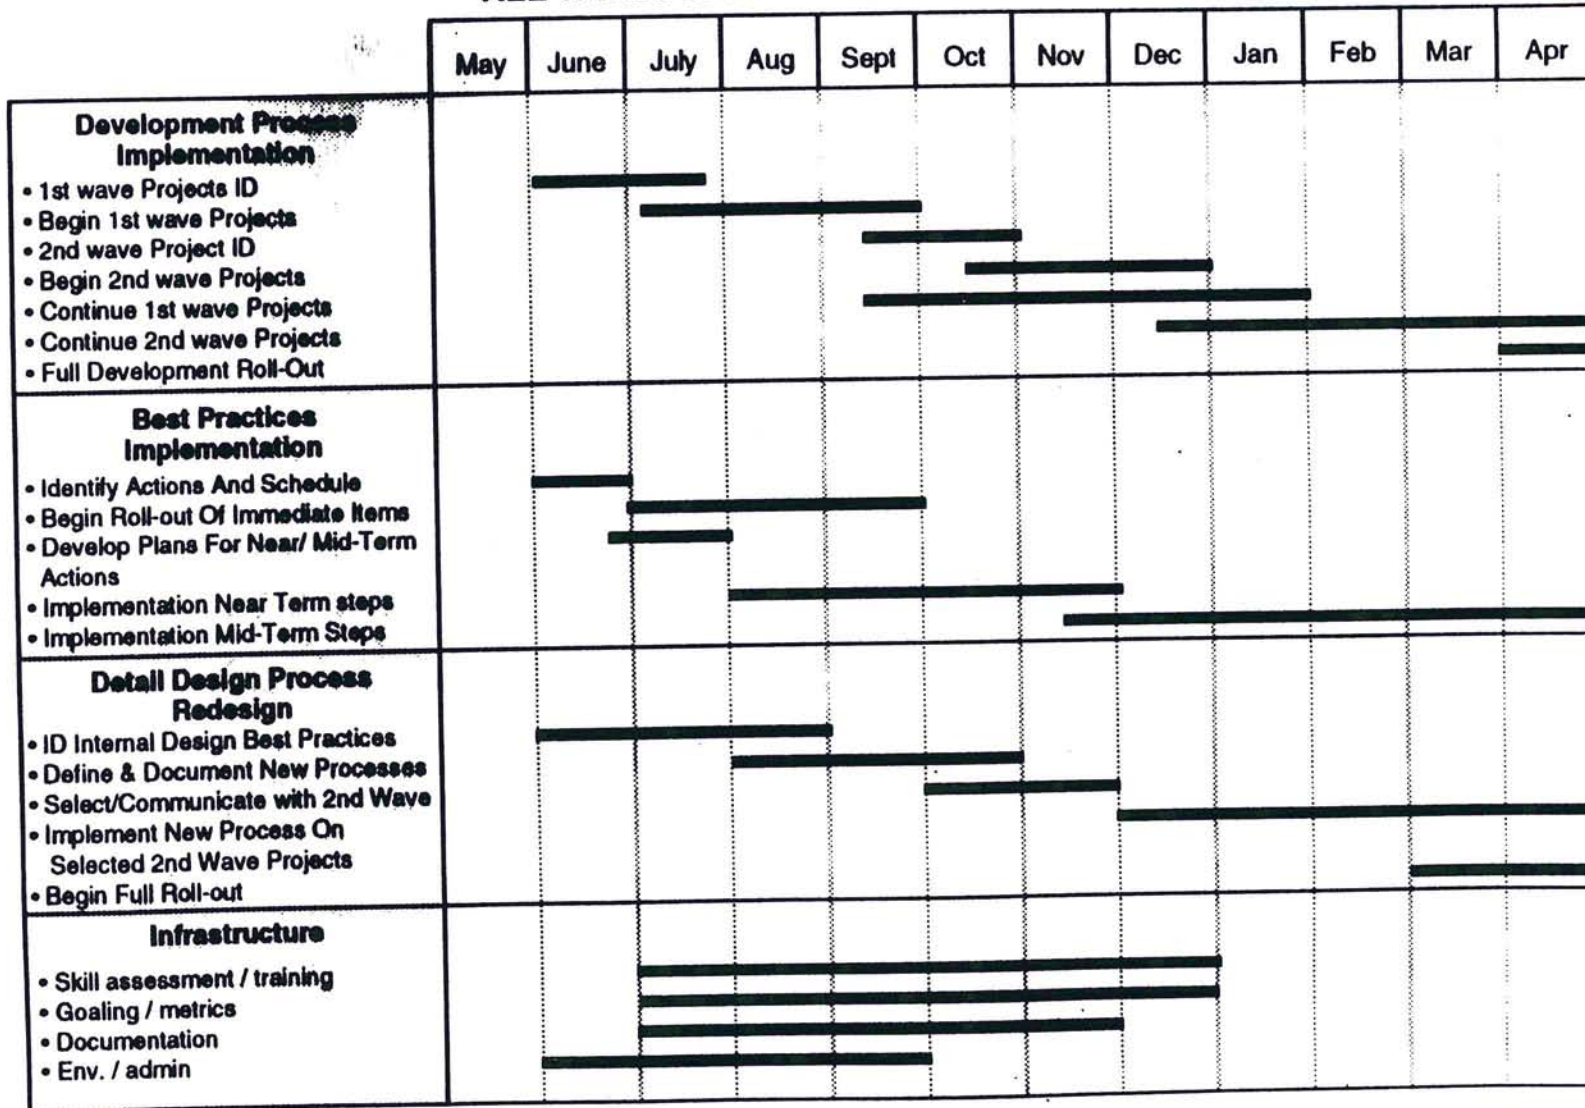 May June July Aug Sept Oct Nov Dec Jan Feb Mar Apr
Development Process
Implementation
• 1st wave Projects ID
• Begin 1st wave Projects
• 2nd wave Project ID
• Begin 2nd wave Projects
• Continue 1st wave Projects
• Continue 2nd wave Projects
• Full Development Roll-Out
Best Practices
Implementation
• Identify Actions And Schedule
• Begin Roll-out Of Immediate Items
• Develop Plans For Near/ Mid-Term
Actions
• Implementation Near Term steps
• Implementation Mid-Term Steps
Detail Design Process
Redesign
• ID Internal Design Best Practices
• Define & Document New Processes
• Select/Communicate with 2nd Wave
• Implement New Process On
Selected 2nd Wave Projects
• Begin Full Roll-out
Infrastructure
• Skill assessment / training
• Goaling / metrics
• Documentation
• Env. / admin